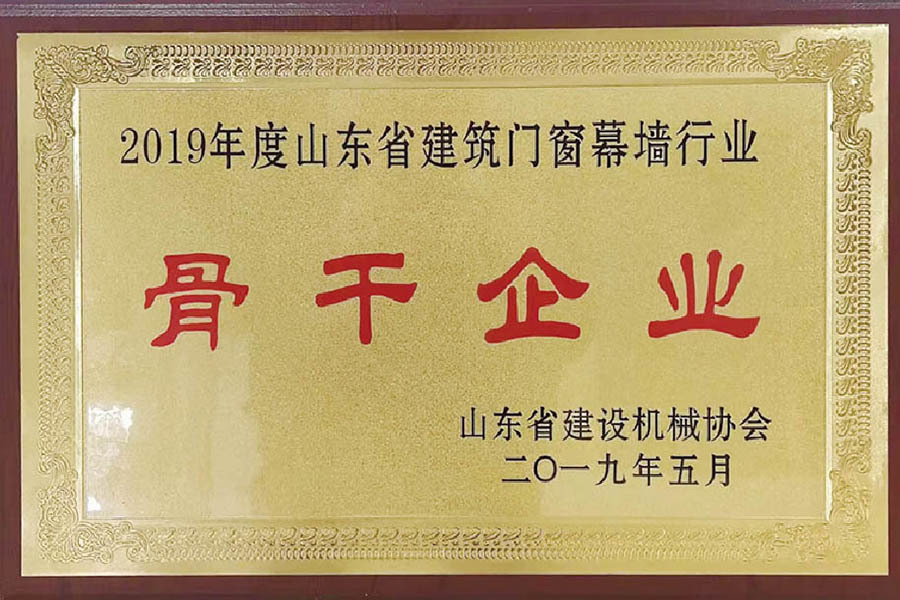 2019年度山东省建筑门窗幕墙行业
骨干企业
山东省建设机械协会
二〇一九年五月